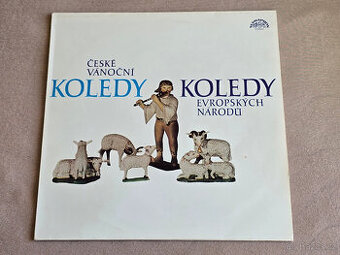 ČESKÉ
VÁNOČNÍ
KOLEDY
KOLEDY
EVROPSKÝCH
NÁRODŮ